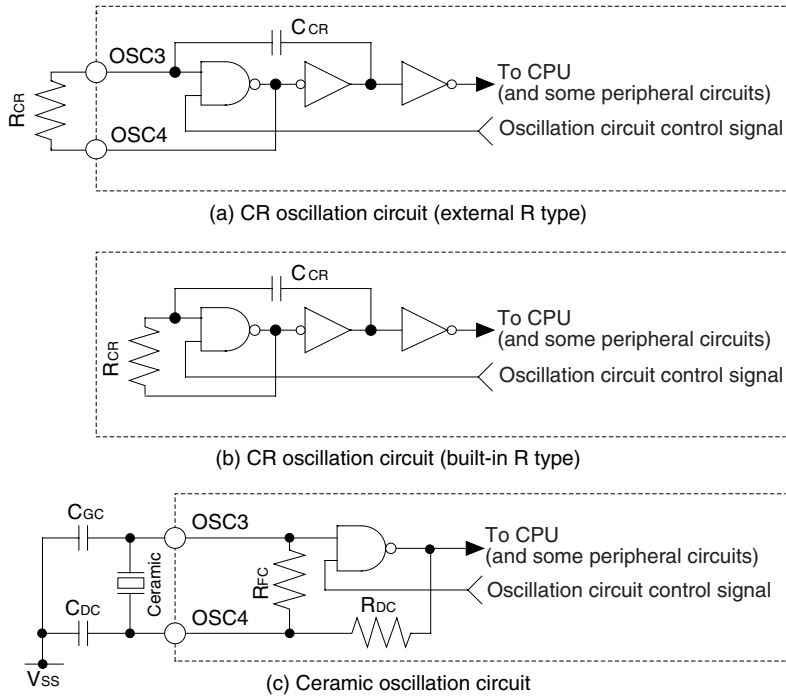 CCR
OSC3
RCR
To CPU
(and some peripheral circuits)
Oscillation circuit control signal
OSC4
(a) CR oscillation circuit (external R type)
CCR
RCR
To CPU
(and some peripheral circuits)
Oscillation circuit control signal
(b) CR oscillation circuit (built-in R type)
CGC
OSC3
To CPU
(and some peripheral circuits)
Ceramic
RFC
Oscillation circuit control signal
CDC
OSC4
RDC
VSS
(c) Ceramic oscillation circuit